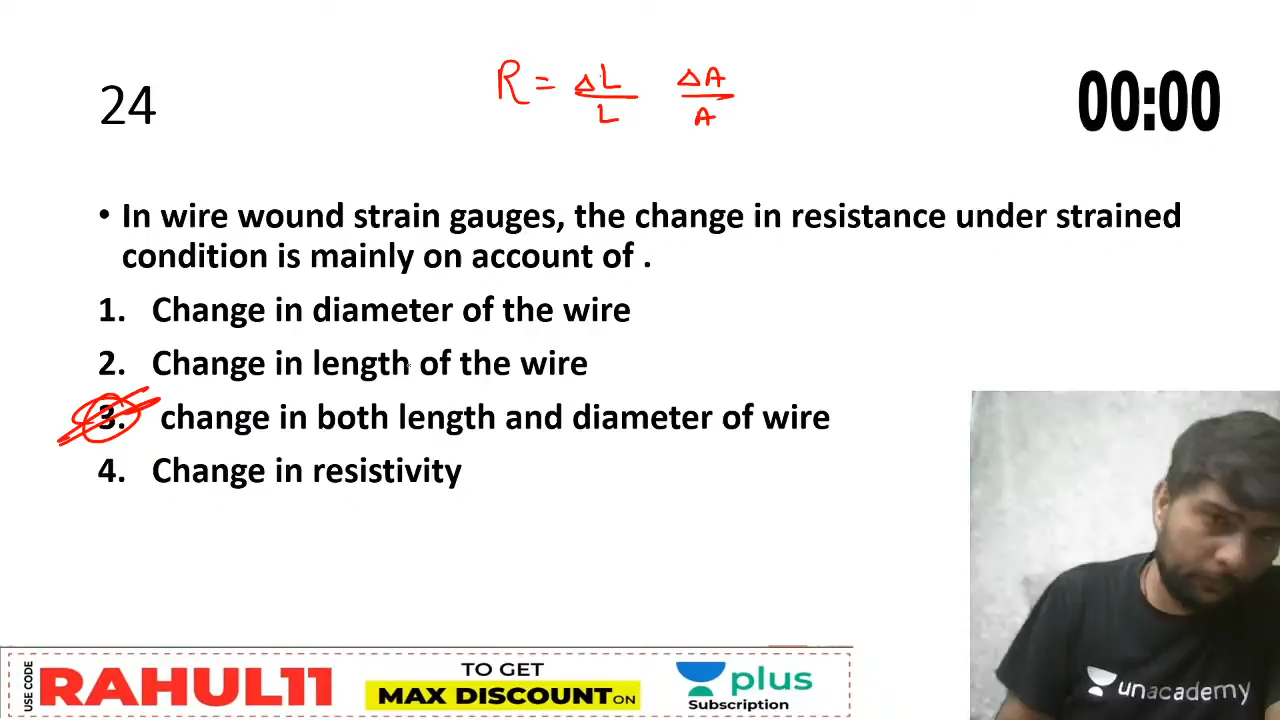 R = ΔL/L ΔA/A
24
00:00
• In wire wound strain gauges, the change in resistance under strained
condition is mainly on account of .
1. Change in diameter of the wire
2. Change in length of the wire
3. change in both length and diameter of wire
4. Change in resistivity
unacademy
USE CODE
RAHUL11
TO GET
MAX DISCOUNT ON
plus
Subscription